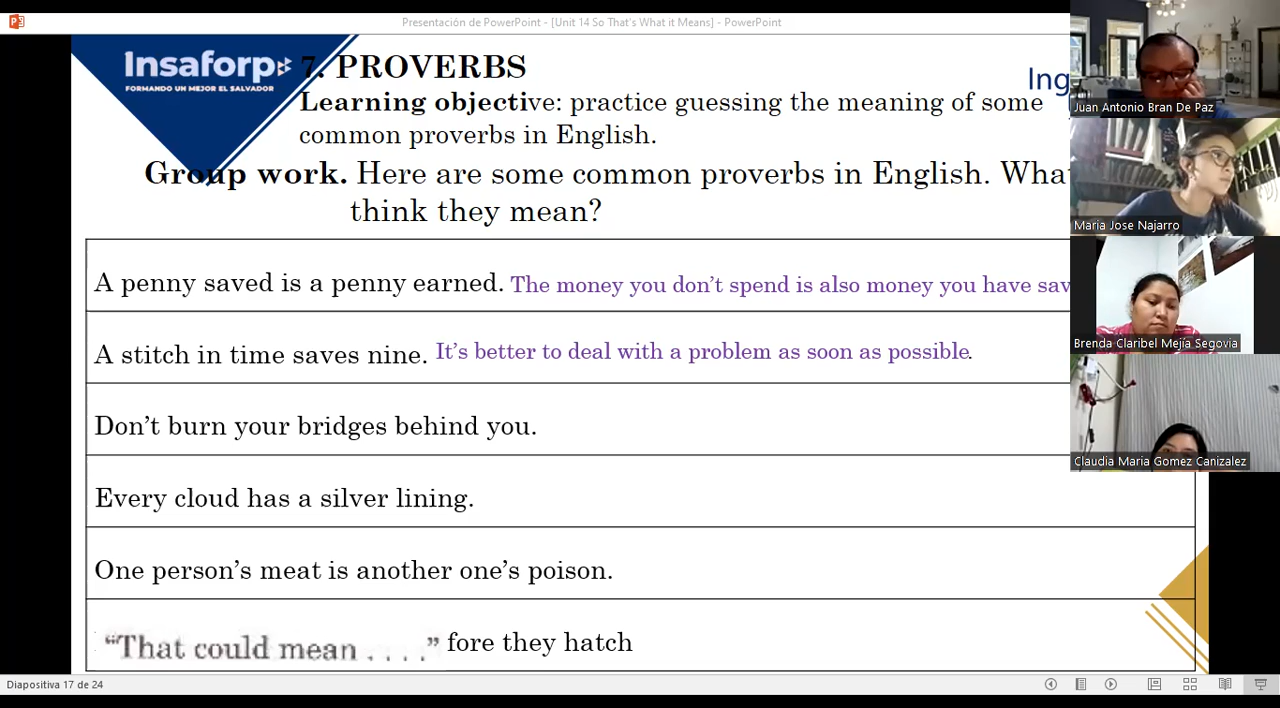 Presentación de PowerPoint - [Unit 14 So That's What it Means] - PowerPoint
Insaforp
FORMANDO UN MEJOR EL SALVADOR
7. PROVERBS
Ing
Learning objective: practice guessing the meaning of some
common proverbs in English.
Group work. Here are some common proverbs in English. What
think they mean?
A penny saved is a penny earned. The money you don't spend is also money you have sav
A stitch in time saves nine. It's better to deal with a problem as soon as possible.
Don't burn your bridges behind you.
Every cloud has a silver lining.
One person's meat is another one's poison.
"That could mean . . . ." fore they hatch
Juan Antonio Bran De Paz
Maria Jose Najarro
Brenda Claribel Mejía Segovia
Claudia Maria Gomez Canizalez
Diapositiva 17 de 24